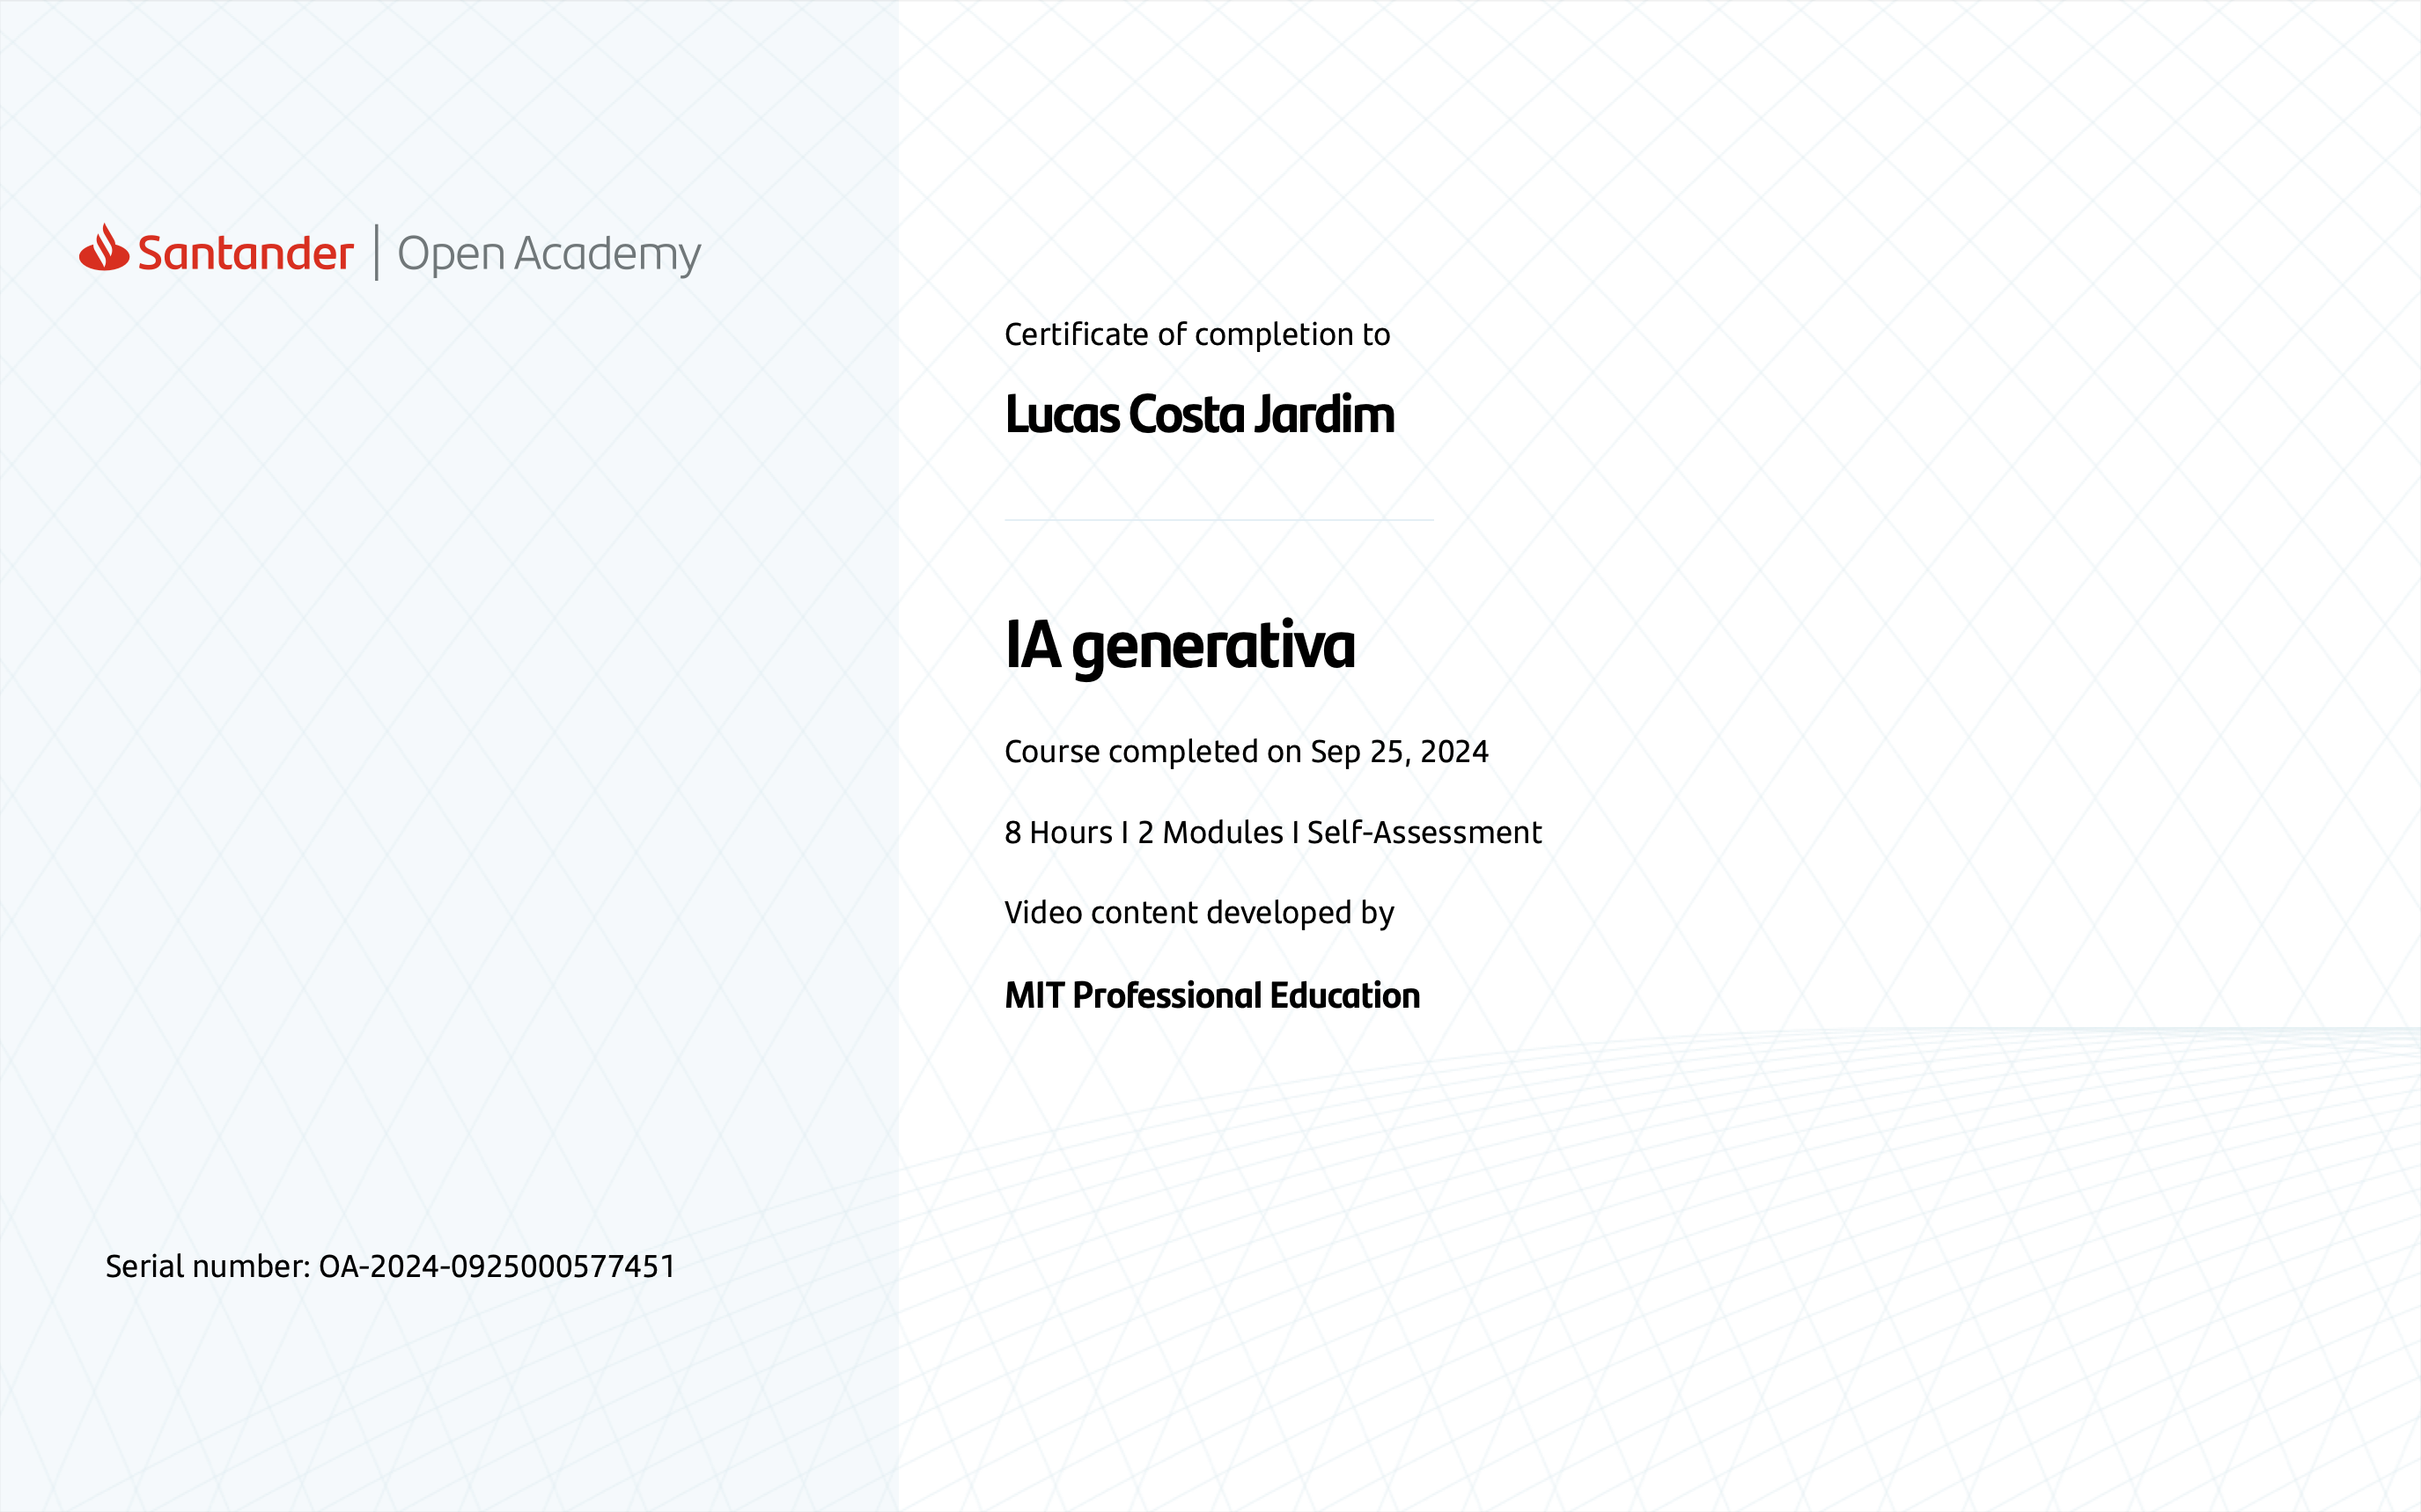 Santander | Open Academy
Certificate of completion to
Lucas Costa Jardim
IA generativa
Course completed on Sep 25, 2024
8 Hours I 2 Modules I Self-Assessment
Video content developed by
MIT Professional Education
Serial number: OA-2024-0925000577451